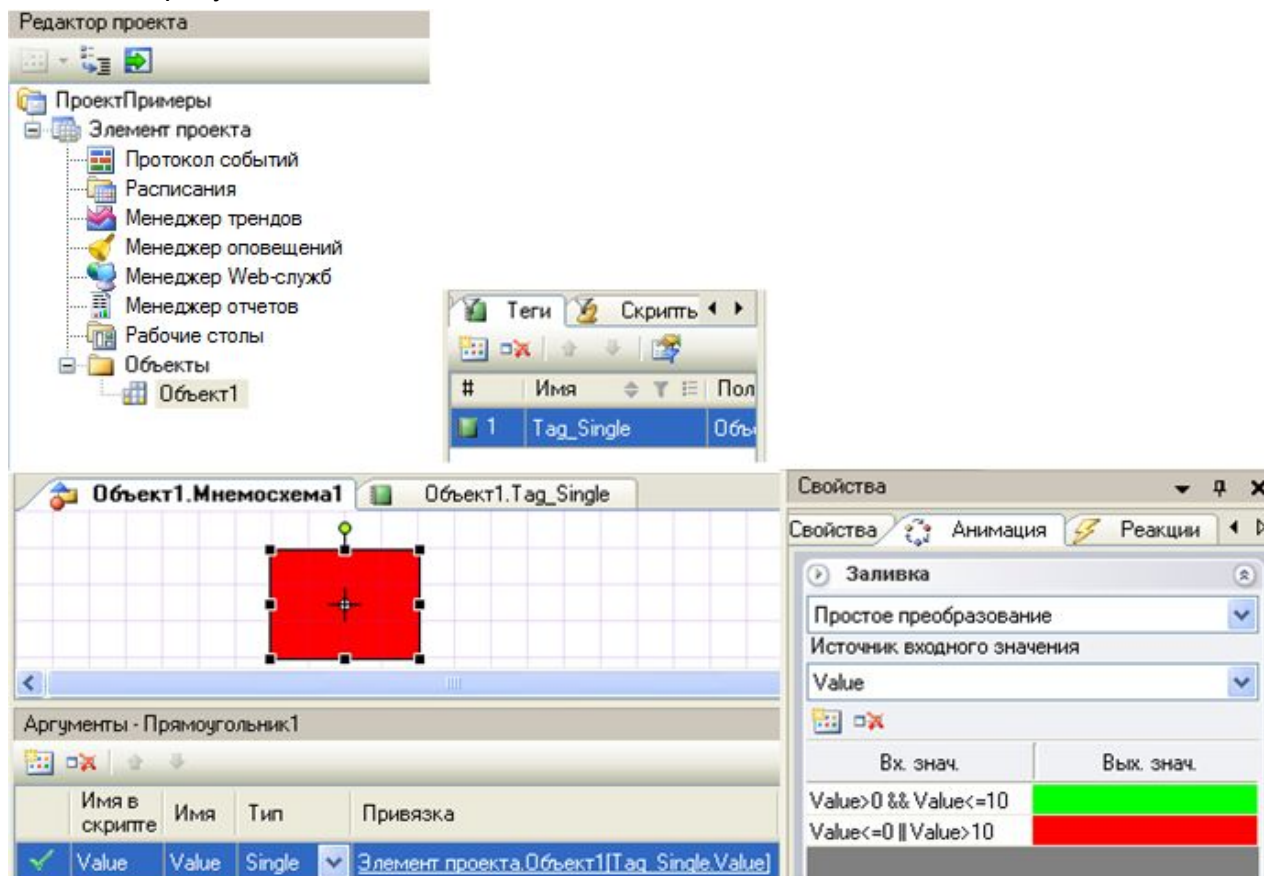 Редактор проекта
ПроектПримеры
Элемент проекта
Протокол событий
Расписания
Менеджер трендов
Менеджер оповещений
Менеджер Web-служб
Менеджер отчетов
Рабочие столы
Объекты
Объект1
Теги Скрипты
# Имя Пол
1 Tag_Single Объ
Объект1.Мнемосхема1 Объект1.Tag_Single
Аргументы - Прямоугольник1
Имя в скрипте Имя Тип Привязка
Value Value Single Элемент проекта.Объект1[Tag_Single.Value]
Свойства
Свойства Анимация Реакции
Заливка
Простое преобразование
Источник входного значения
Value
Вх. знач. Вых. знач.
Value>0 && Value<=10
Value<=0 || Value>10